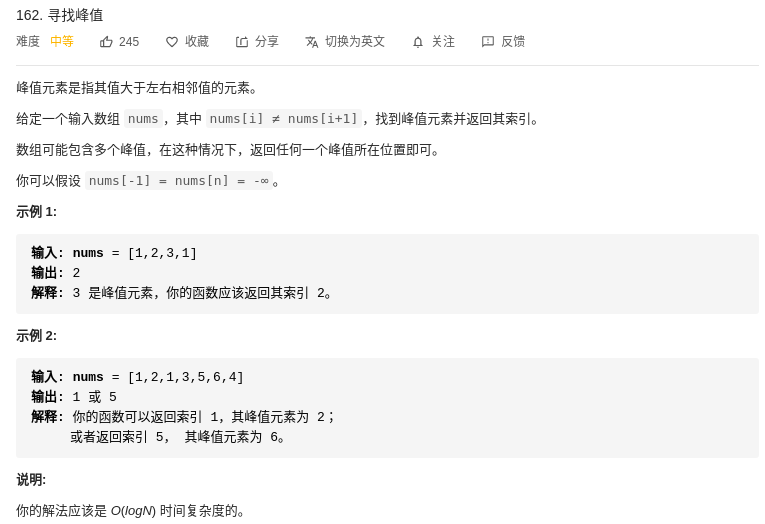 162. 寻找峰值
难度 中等 245 收藏 分享 切换为英文 关注 反馈
峰值元素是指其值大于左右相邻值的元素。
给定一个输入数组 nums，其中 nums[i] ≠ nums[i+1]，找到峰值元素并返回其索引。
数组可能包含多个峰值，在这种情况下，返回任何一个峰值所在位置即可。
你可以假设 nums[-1] = nums[n] = -∞。
示例 1:
输入: nums = [1,2,3,1]
输出: 2
解释: 3 是峰值元素，你的函数应该返回其索引 2。
示例 2:
输入: nums = [1,2,1,3,5,6,4]
输出: 1 或 5
解释: 你的函数可以返回索引 1，其峰值元素为 2；
或者返回索引 5， 其峰值元素为 6。
说明:
你的解法应该是 O(logN) 时间复杂度的。